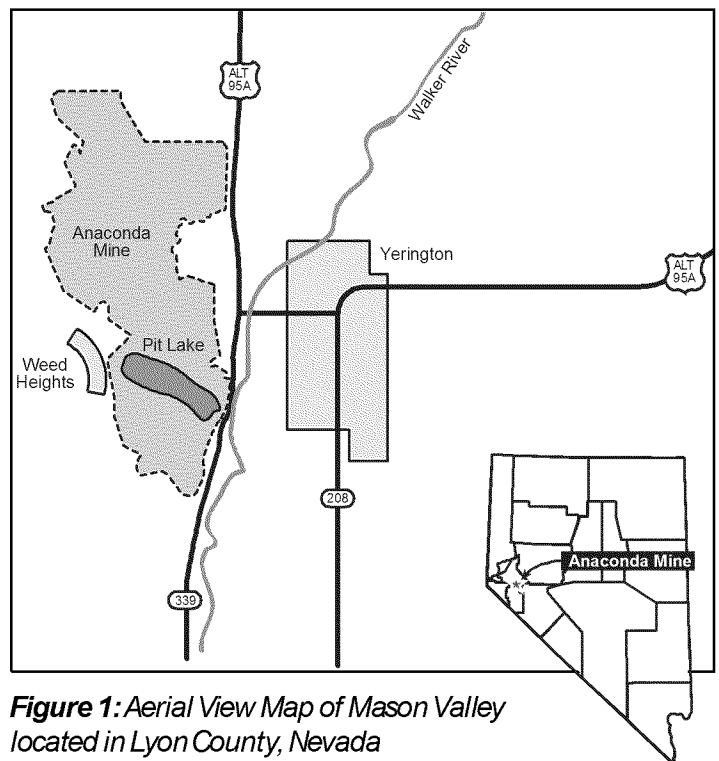 ALT
95A
Walker River
Anaconda
Mine
Yerington
ALT
95A
Pit Lake
Weed
Heights
208
Anaconda Mine
339
Figure 1: Aerial View Map of Mason Valley
located in Lyon County, Nevada